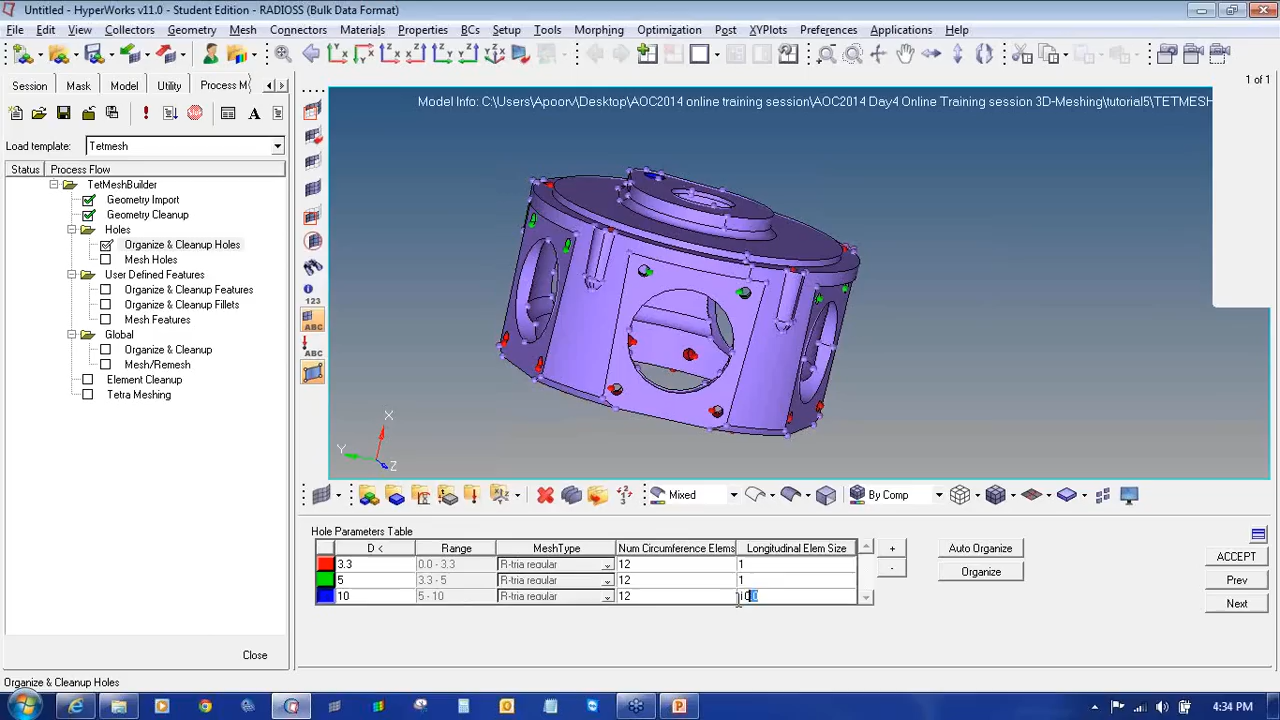 Untitled - HyperWorks v11.0 - Student Edition - RADIOSS (Bulk Data Format)
File Edit View Collectors Geometry Mesh Connectors Materials Properties BCs Setup Tools Morphing Optimization Post XYPlots Preferences Applications Help
Session Mask Model Utility Process M
1 of 1
Model Info: C:\Users\Apoorv\Desktop\AOC2014 online training session\AOC2014 Day4 Online Training session 3D-Meshing\tutorial5\TETMESH
Load template: Tetmesh
Status Process Flow
TetMeshBuilder
Geometry Import
Geometry Cleanup
Holes
Organize & Cleanup Holes
Mesh Holes
User Defined Features
Organize & Cleanup Features
Organize & Cleanup Fillets
Mesh Features
Global
Organize & Cleanup
Mesh/Remesh
Element Cleanup
Tetra Meshing
Close
123
ABC
ABC
X
Y
Z
Mixed
By Comp
Hole Parameters Table
D < Range MeshType Num Circumference Elems Longitudinal Elem Size
3.3 0.0 - 3.3 R-tria regular 12 1
5 3.3 - 5 R-tria regular 12 1
10 5 - 10 R-tria regular 12
+
-
Auto Organize
Organize
ACCEPT
Prev
Next
Organize & Cleanup Holes
4:34 PM